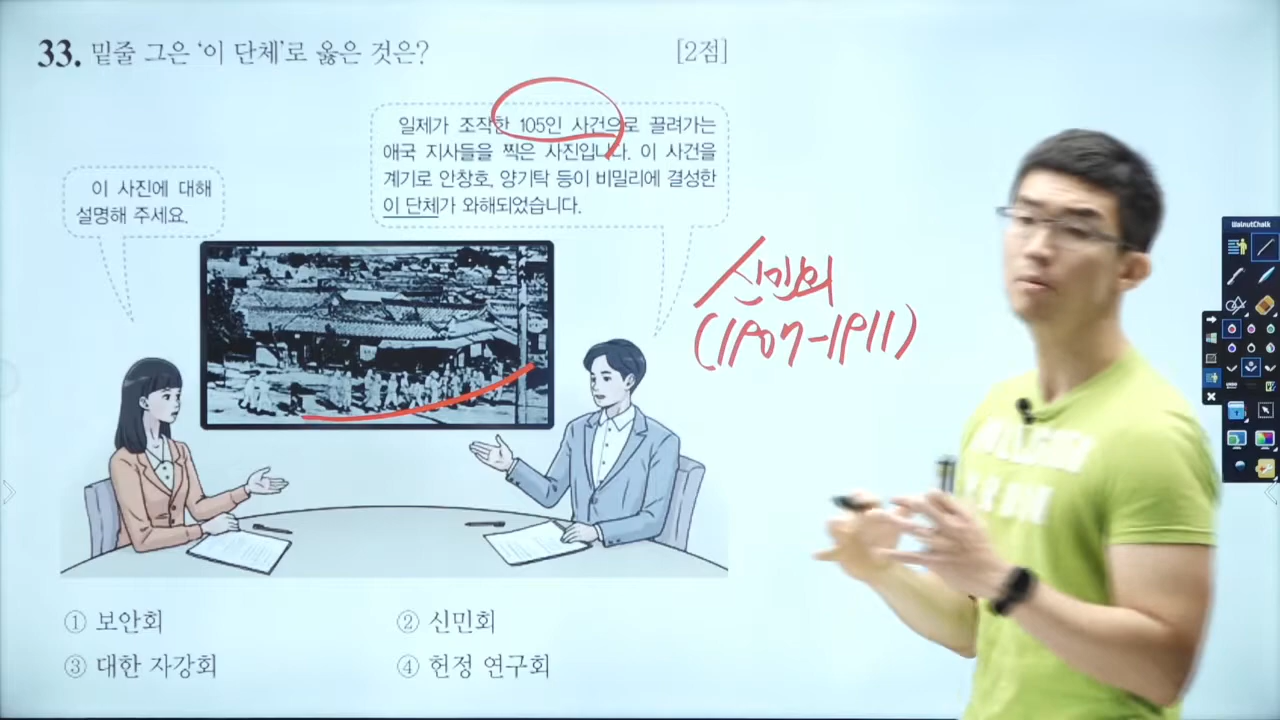 33. 밑줄 그은 '이 단체'로 옳은 것은? [2점]
일제가 조작한 105인 사건으로 끌려가는
애국 지사들을 찍은 사진입니다. 이 사건을
계기로 안창호, 양기탁 등이 비밀리에 결성한
이 단체가 와해되었습니다.
이 사진에 대해
설명해 주세요.
신민회
(1907-1911)
① 보안회 ② 신민회
③ 대한 자강회 ④ 헌정 연구회
WalnutChalk